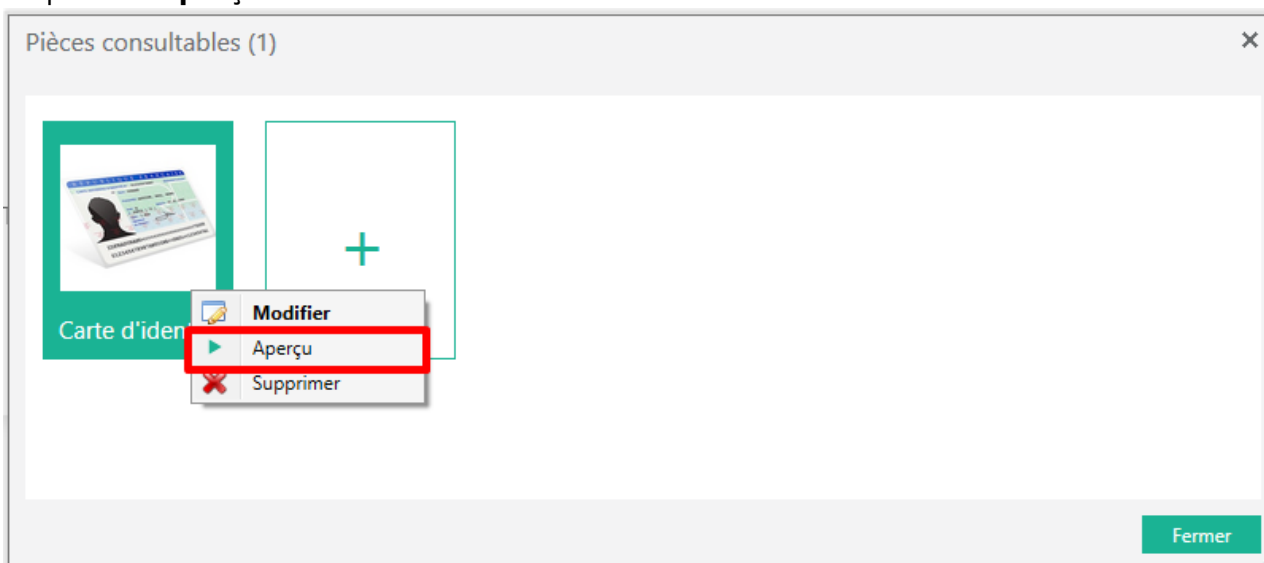 Pièces consultables (1)
Carte d'iden
Modifier
Aperçu
Supprimer
Fermer